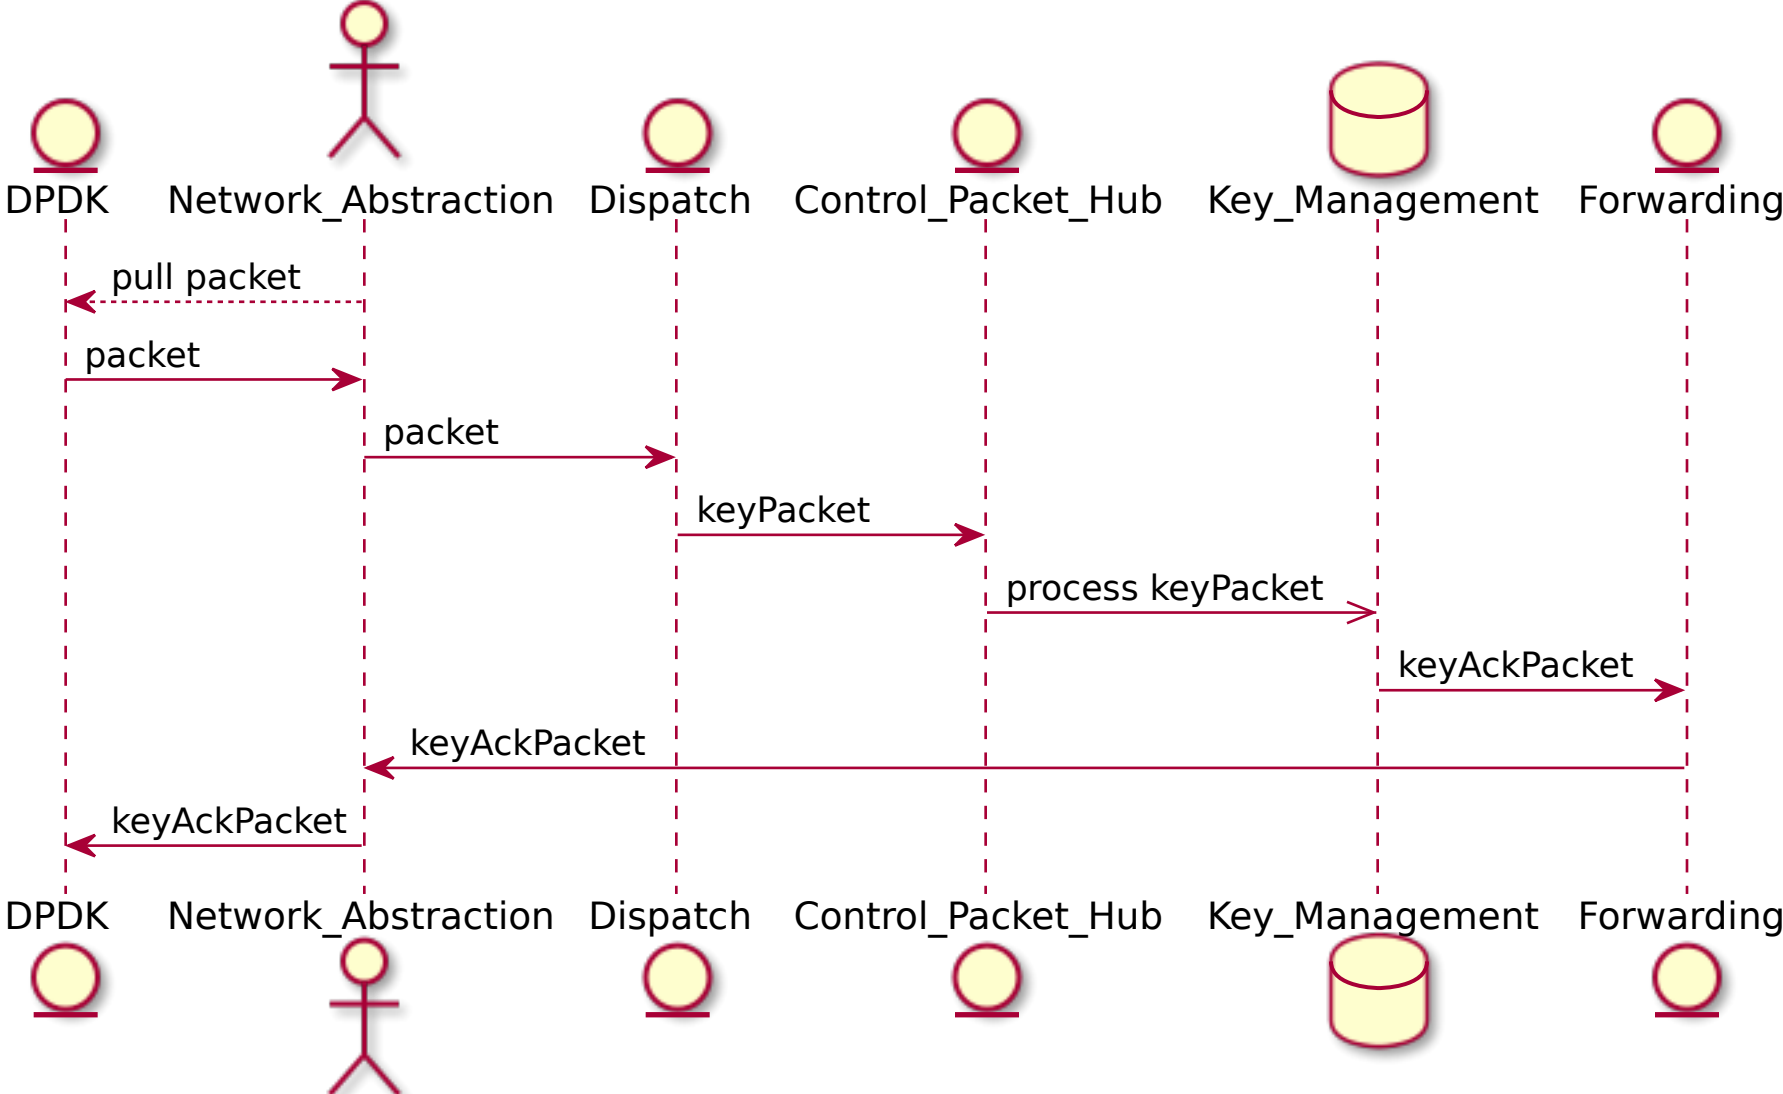 DPDK Network_Abstraction Dispatch Control_Packet_Hub Key_Management Forwarding
pull packet
packet
packet
keyPacket
process keyPacket
keyAckPacket
keyAckPacket
keyAckPacket
DPDK Network_Abstraction Dispatch Control_Packet_Hub Key_Management Forwarding